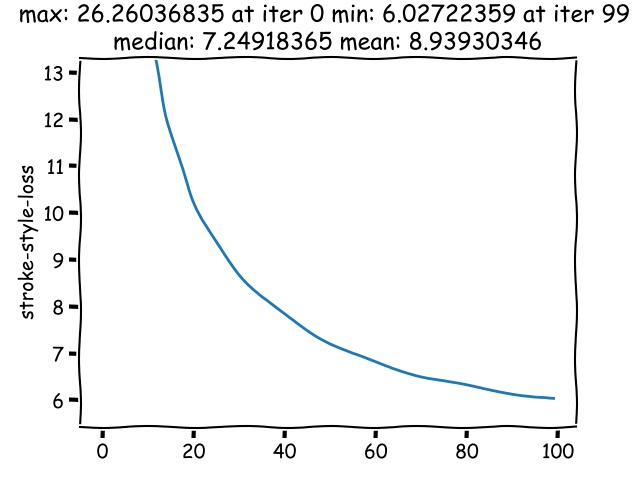 max: 26.26036835 at iter 0 min: 6.02722359 at iter 99
median: 7.24918365 mean: 8.93930346
13
12
11
10
9
8
7
6
stroke-style-loss
0 20 40 60 80 100